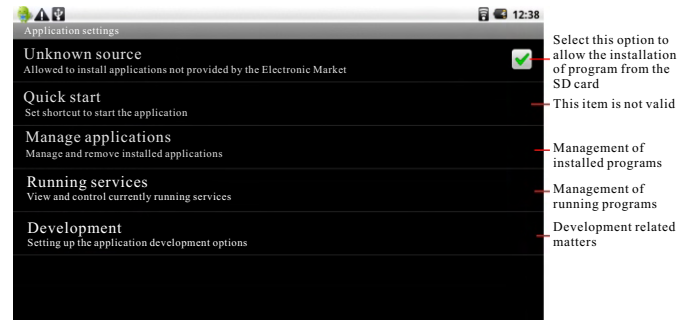 12:38
Application settings
Unknown source
Allowed to install applications not provided by the Electronic Market
Select this option to
allow the installation
of program from the
SD card
Quick start
Set shortcut to start the application
This item is not valid
Manage applications
Manage and remove installed applications
Management of
installed programs
Running services
View and control currently running services
Management of
running programs
Development
Setting up the application development options
Development related
matters